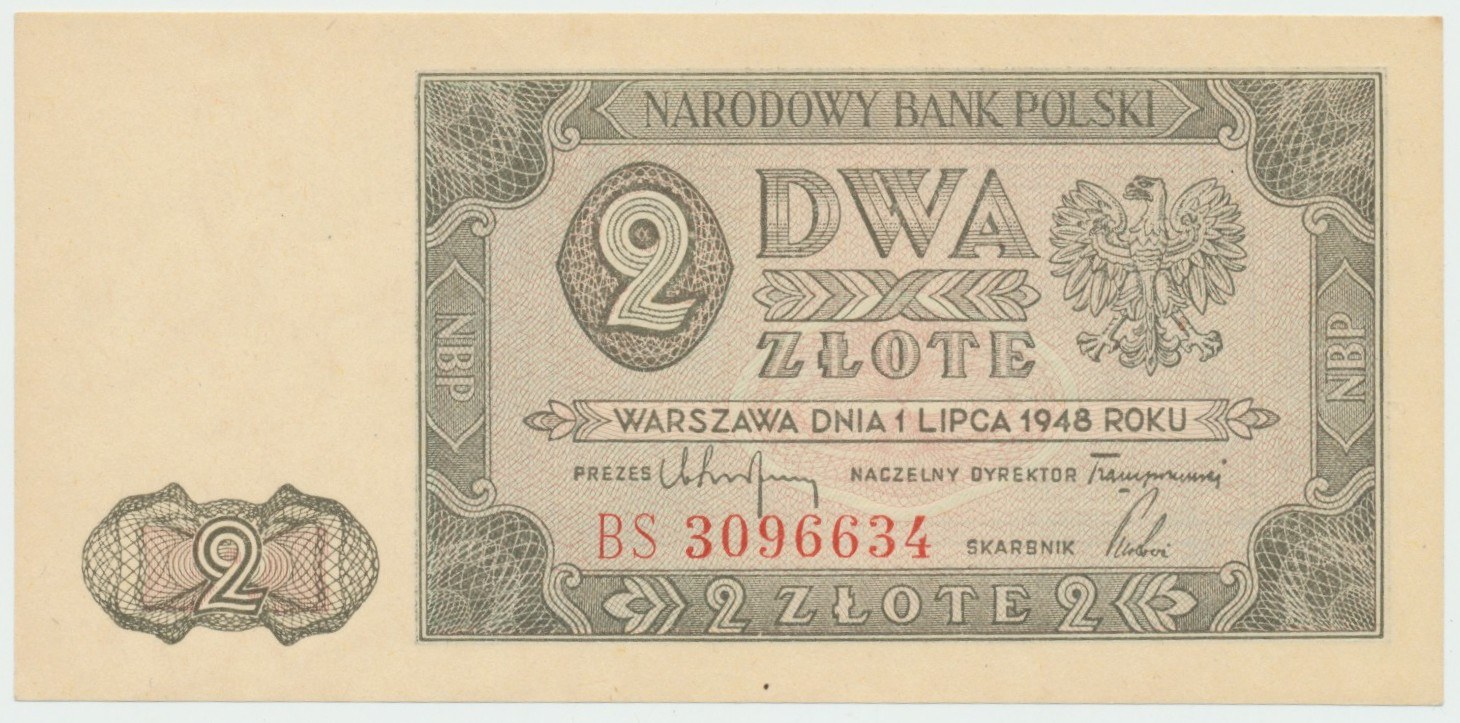 NARODOWY BANK POLSKI
2
DWA
ZŁOTE
NBP
NBP
WARSZAWA DNIA 1 LIPCA 1948 ROKU
PREZES NACZELNY DYREKTOR
BS 3096634 SKARBNIK
2
2 ZŁOTE 2